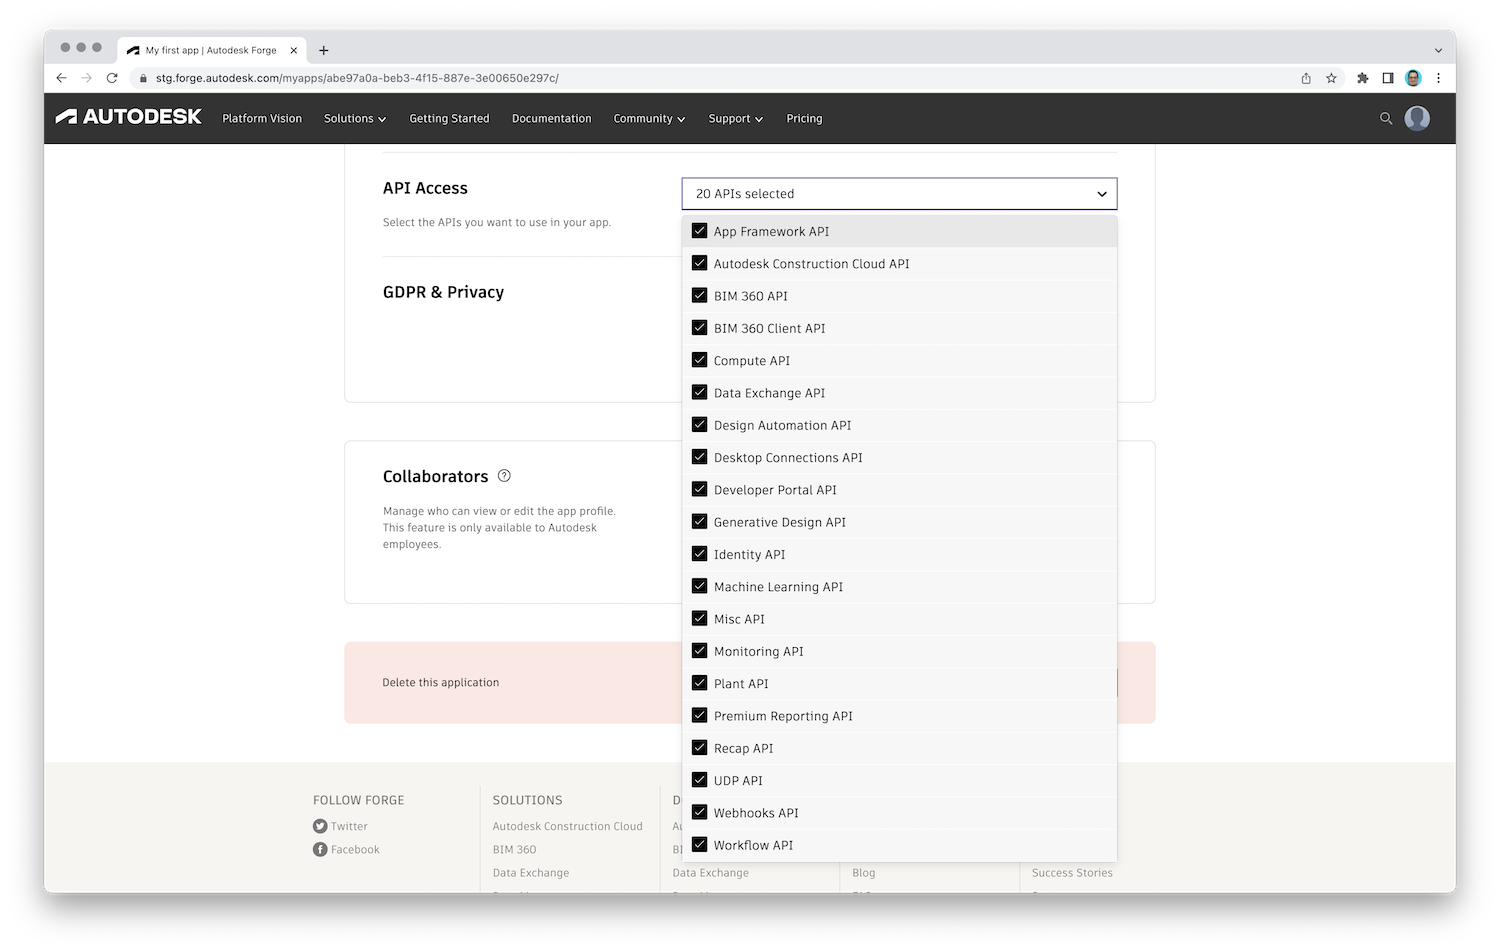 My first app | Autodesk Forge
stg.forge.autodesk.com/myapps/abe97a0a-beb3-4f15-887e-3e00650e297c/
AUTODESK
Platform Vision
Solutions
Getting Started
Documentation
Community
Support
Pricing
API Access
Select the APIs you want to use in your app.
20 APIs selected
App Framework API
Autodesk Construction Cloud API
BIM 360 API
BIM 360 Client API
Compute API
Data Exchange API
Design Automation API
Desktop Connections API
Developer Portal API
Generative Design API
Identity API
Machine Learning API
Misc API
Monitoring API
Plant API
Premium Reporting API
Recap API
UDP API
Webhooks API
Workflow API
GDPR & Privacy
Collaborators
Manage who can view or edit the app profile.
This feature is only available to Autodesk
employees.
Delete this application
FOLLOW FORGE
Twitter
Facebook
SOLUTIONS
Autodesk Construction Cloud
BIM 360
Data Exchange
D
Au
BI
Data Exchange
Blog
Success Stories